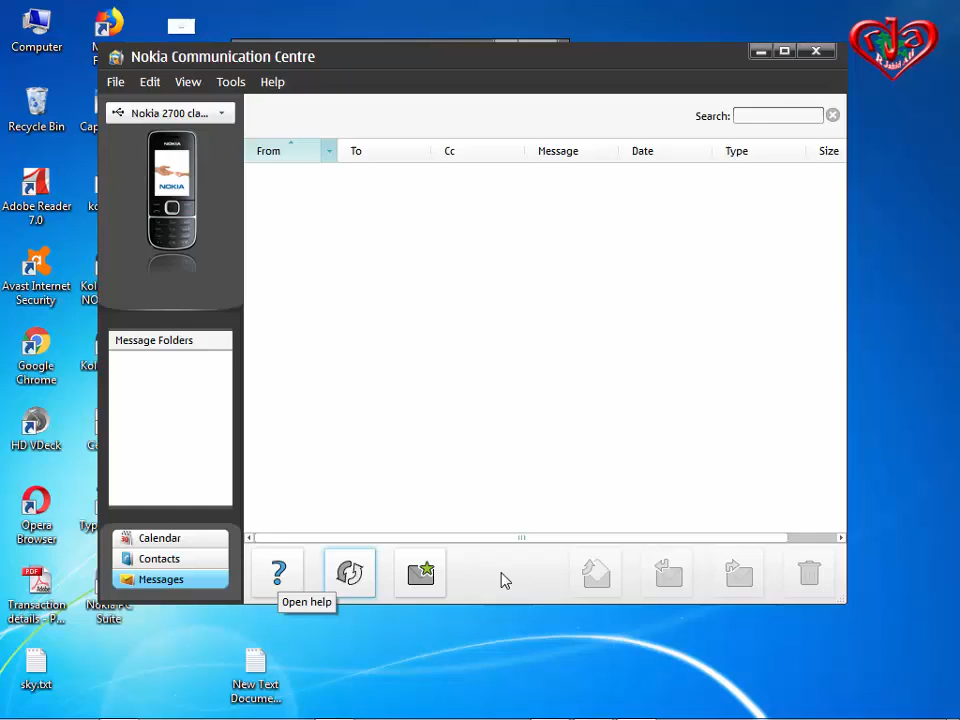 Nokia Communication Centre
File Edit View Tools Help
Nokia 2700 cla...
Search:
From To Cc Message Date Type Size
NOKIA
NOKIA
Message Folders
Calendar
Contacts
Messages
?
Open help
Computer
Recycle Bin
Adobe Reader
7.0
Avast Internet
Security
Google
Chrome
HD VDeck
Opera
Browser
PDF
Transaction
details - P...
Nokia PC
Suite
sky.txt
New Text
Docume...